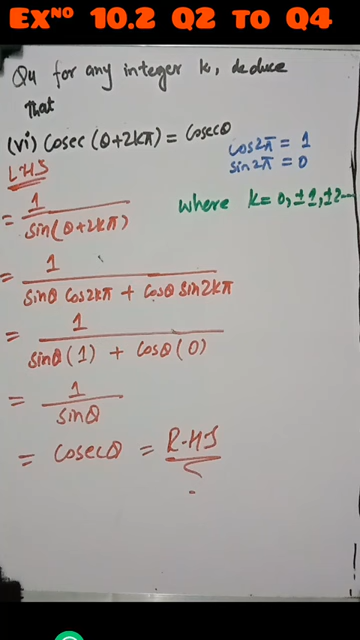 Exᴺᴼ 10.2 Q2 TO Q4
Q4 for any integer k, deduce
That
(vi) Cosec (θ+2kπ) = Cosecθ
cos2π = 1
sin2π = 0
LHS
= 1 / sin(θ+2kπ)
where k = 0, ±1, ±2---
= 1 / sinθ cos2kπ + cosθ sin2kπ
= 1 / sinθ(1) + cosθ(0)
= 1 / sinθ
= cosecθ = R.H.S